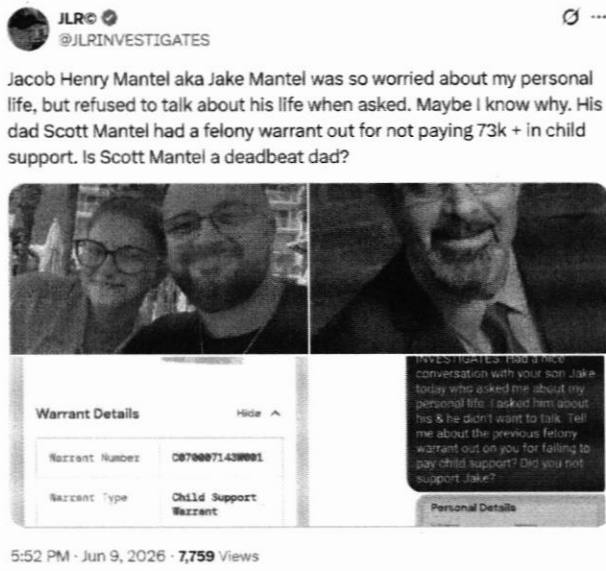 JLR©
@JLRINVESTIGATES
Jacob Henry Mantel aka Jake Mantel was so worried about my personal
life, but refused to talk about his life when asked. Maybe I know why. His
dad Scott Mantel had a felony warrant out for not paying 73k + in child
support. Is Scott Mantel a deadbeat dad?
Warrant Details
Hide
Warrant Number
C070007143W001
Warrant Type
Child Support
Warrant
INVESTIGATES. Had a nice
conversation with your son Jake
today who asked me about my
personal life. I asked him about
his & he didn't want to talk. Tell
me about the previous felony
warrant out on you for failing to
pay child support? Did you not
support Jake?
Personal Details
5:52 PM · Jun 9, 2026 · 7,759 Views